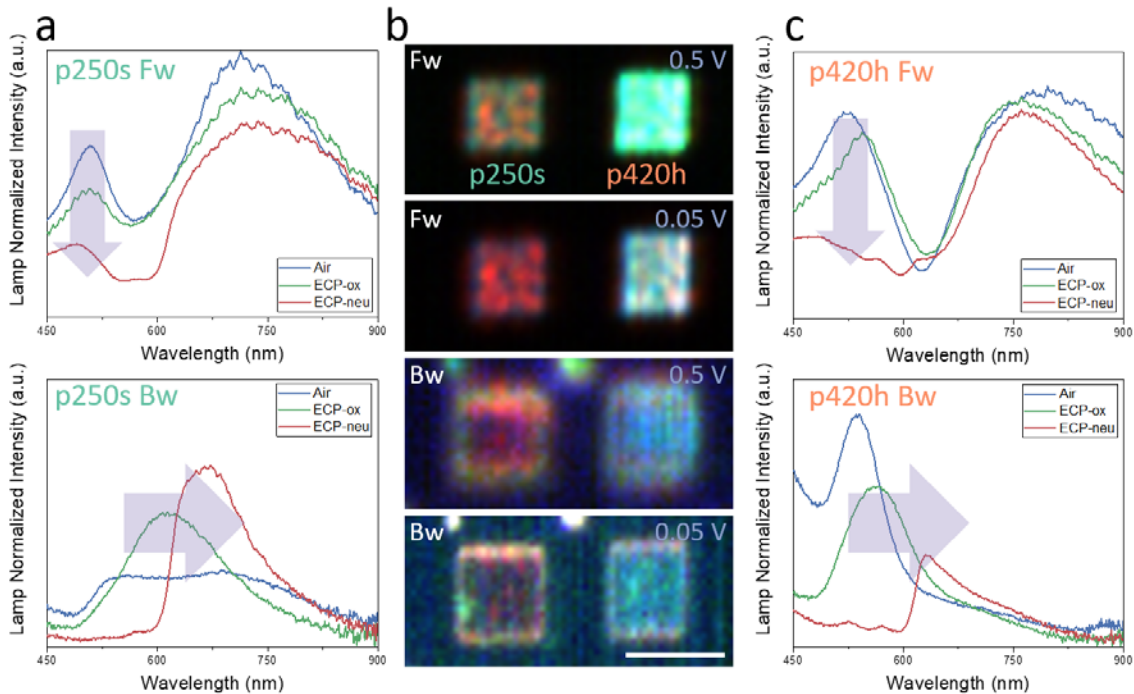 a
p250s Fw
Lamp Normalized Intensity (a.u.)
Air
ECP-ox
ECP-neu
450 600 750 900
Wavelength (nm)
p250s Bw
Lamp Normalized Intensity (a.u.)
Air
ECP-ox
ECP-neu
450 600 750 900
Wavelength (nm)
b
Fw 0.5 V
p250s p420h
Fw 0.05 V
Bw 0.5 V
Bw 0.05 V
c
p420h Fw
Lamp Normalized Intensity (a.u.)
Air
ECP-ox
ECP-neu
450 600 750 900
Wavelength (nm)
p420h Bw
Lamp Normalized Intensity (a.u.)
Air
ECP-ox
ECP-neu
450 600 750 900
Wavelength (nm)